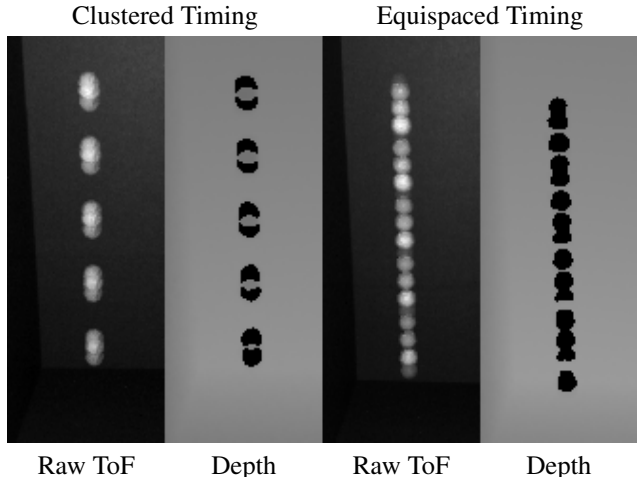 Clustered Timing Equispaced Timing
Raw ToF Depth Raw ToF Depth